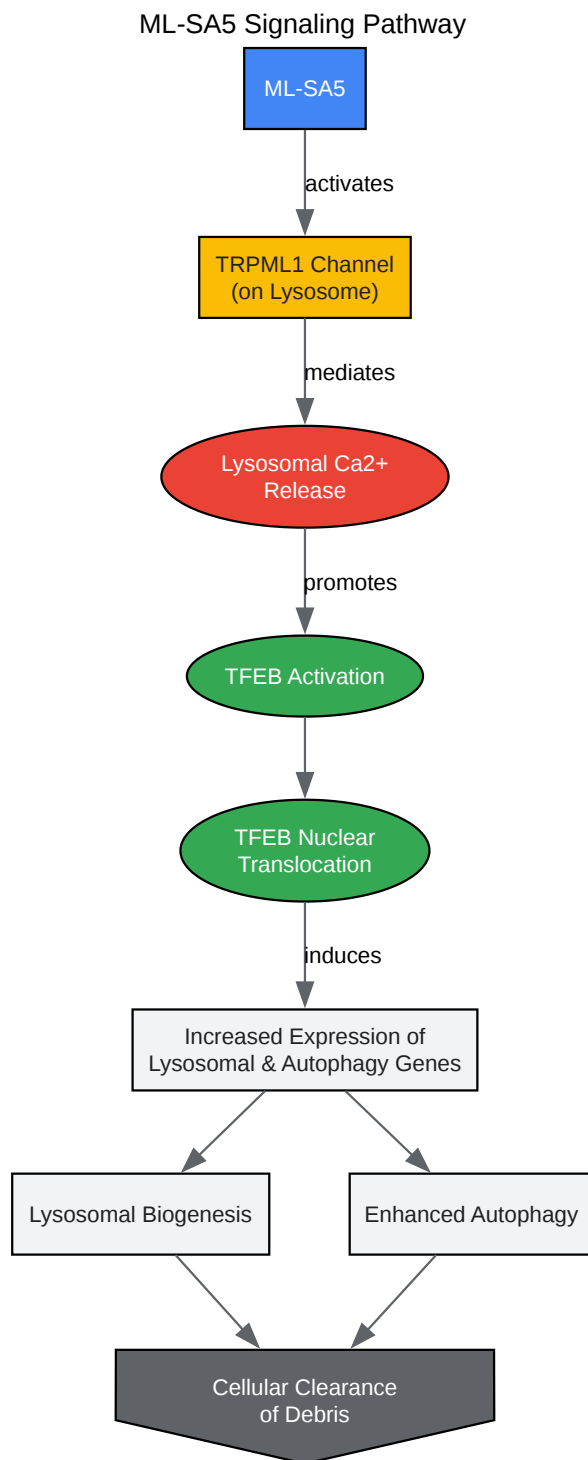 ML-SA5 Signaling Pathway
ML-SA5
activates
TRPML1 Channel
(on Lysosome)
mediates
Lysosomal Ca2+
Release
promotes
TFEB Activation
TFEB Nuclear
Translocation
induces
Increased Expression of
Lysosomal & Autophagy Genes
Lysosomal Biogenesis
Enhanced Autophagy
Cellular Clearance
of Debris